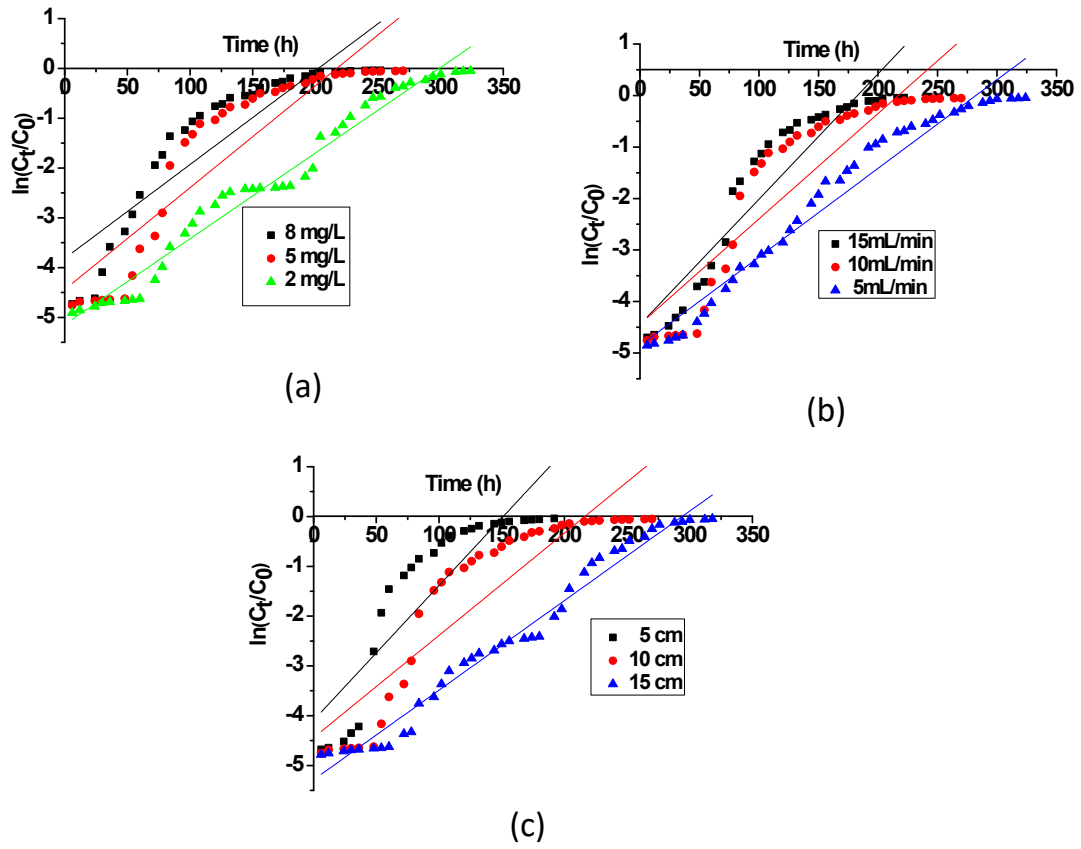 1
Time (h)
0
0 50 100 150 200 250 300 350
-1
-2
-3
-4
-5
ln(Cₜ/C₀)
8 mg/L
5 mg/L
2 mg/L
(a)
1
Time (h)
0
0 50 100 150 200 250 300 350
-1
-2
-3
-4
-5
ln(Cₜ/C₀)
15mL/min
10mL/min
5mL/min
(b)
1
Time (h)
0
0 50 100 150 200 250 300 350
-1
-2
-3
-4
-5
ln(Cₜ/C₀)
5 cm
10 cm
15 cm
(c)